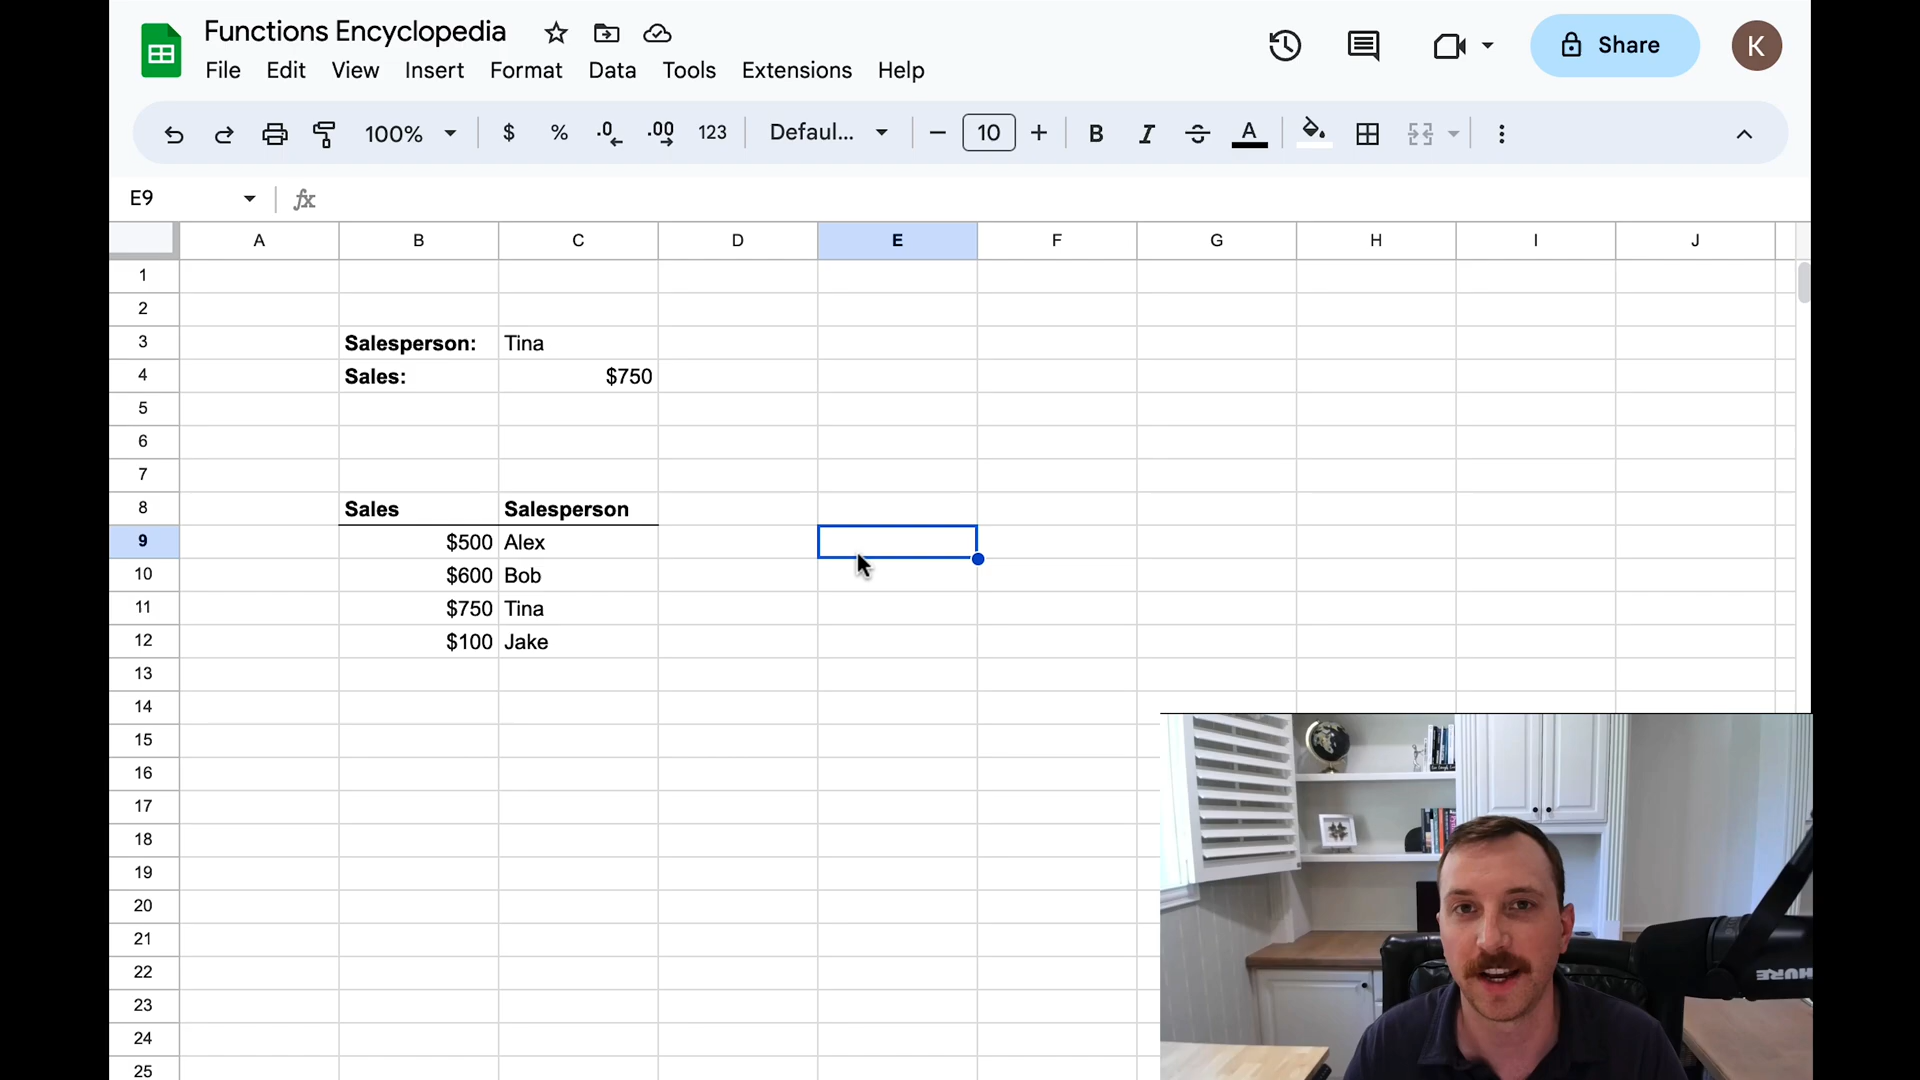 Functions Encyclopedia
Share
K
File Edit View Insert Format Data Tools Extensions Help
100% $ % .0 .00 123 Defaul... 10 B I S A
E9 fx
A B C D E F G H I J
1
2
3 Salesperson: Tina
4 Sales: $750
5
6
7
8 Sales Salesperson
9 $500 Alex
10 $600 Bob
11 $750 Tina
12 $100 Jake
13
14
15
16
17
18
19
20
21
22
23
24
25